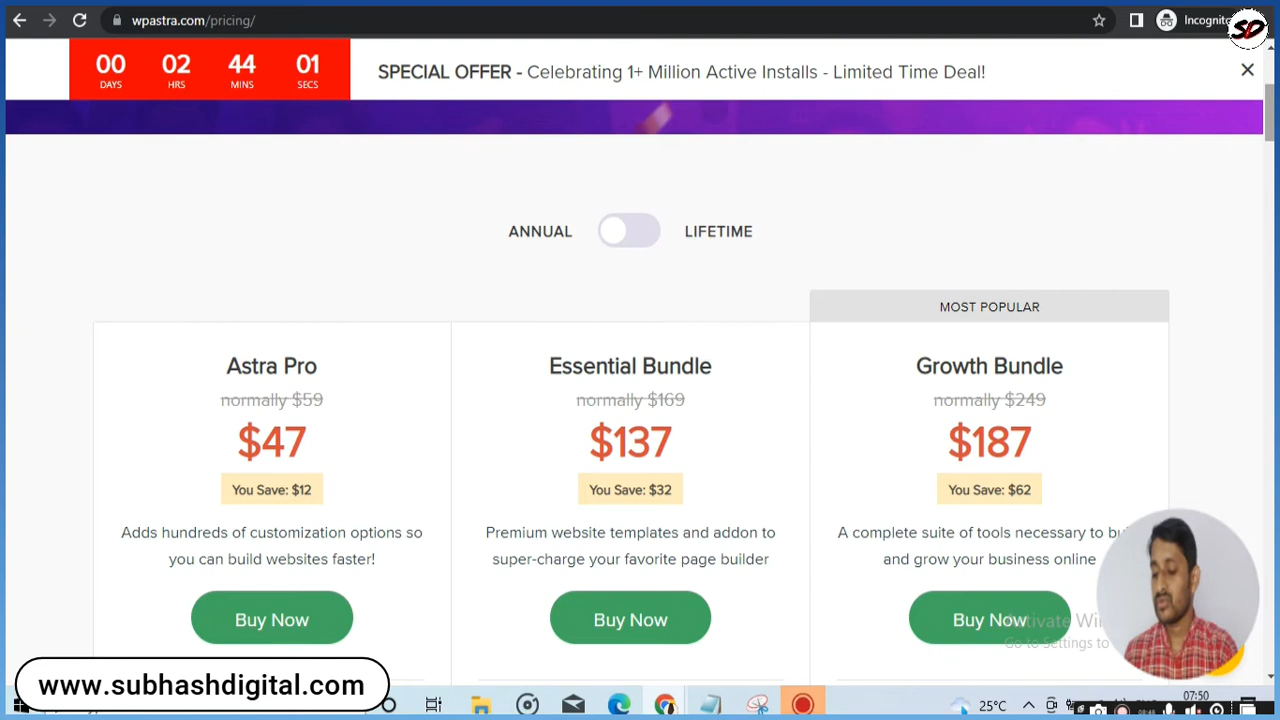 wpastra.com/pricing/
Incognito
SD
00 02 44 01
DAYS HRS MINS SECS
SPECIAL OFFER - Celebrating 1+ Million Active Installs - Limited Time Deal!
ANNUAL LIFETIME
MOST POPULAR
Astra Pro
normally $59
$47
You Save: $12
Adds hundreds of customization options so
you can build websites faster!
Buy Now
Essential Bundle
normally $169
$137
You Save: $32
Premium website templates and addon to
super-charge your favorite page builder
Buy Now
Growth Bundle
normally $249
$187
You Save: $62
A complete suite of tools necessary to
and grow your business online
Buy Now
Go to Settings to
www.subhashdigital.com
25°C
07:50